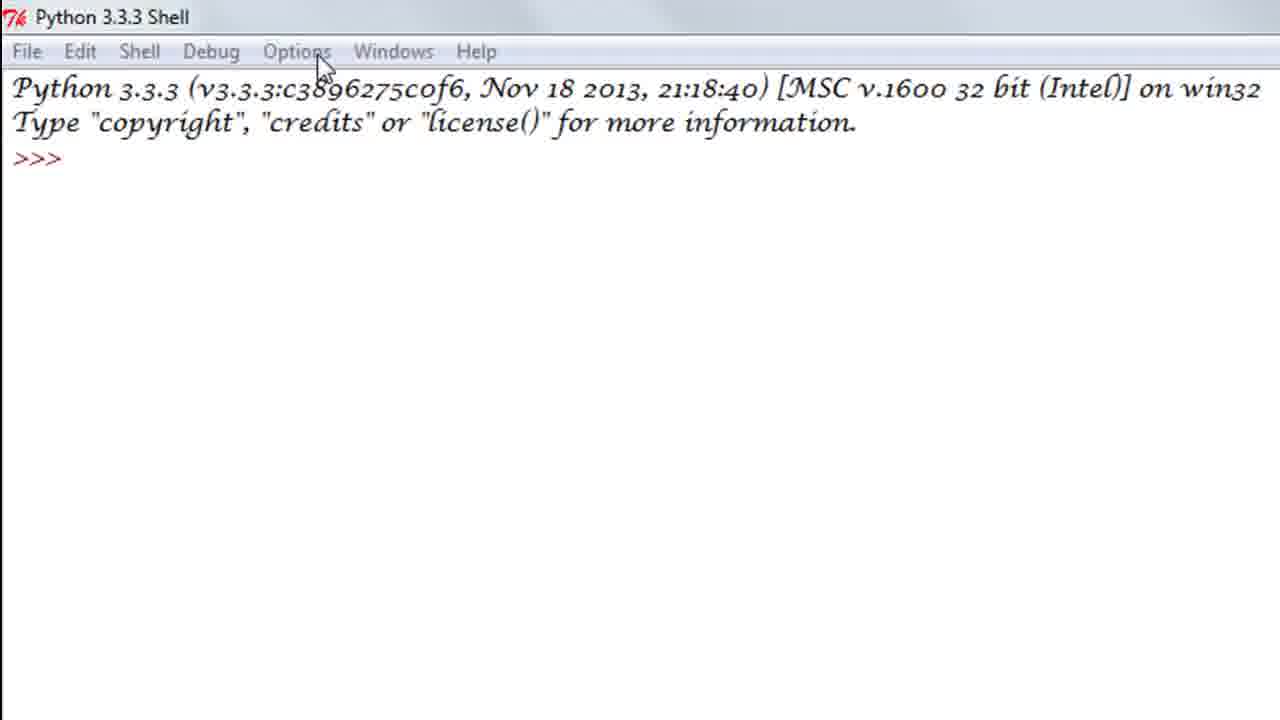 Python 3.3.3 Shell
File Edit Shell Debug Options Windows Help
Python 3.3.3 (v3.3.3:c3896275c0f6, Nov 18 2013, 21:18:40) [MSC v.1600 32 bit (Intel)] on win32
Type "copyright", "credits" or "license()" for more information.
>>>